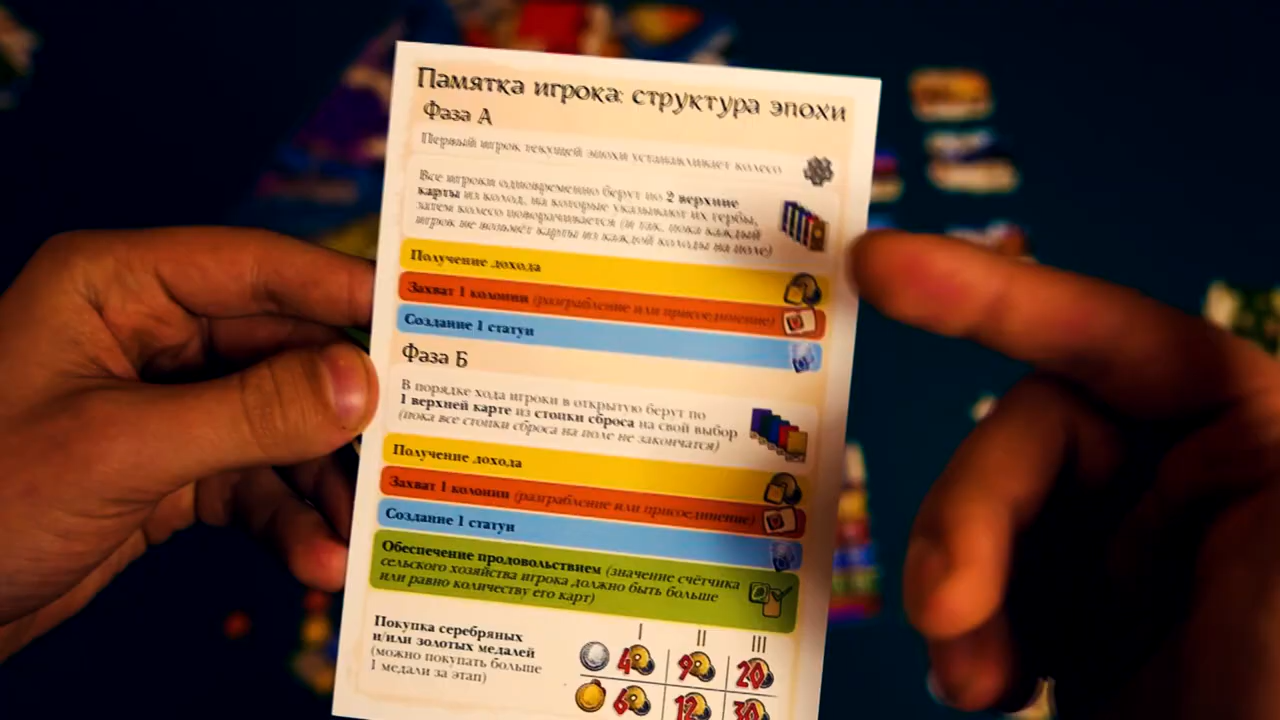 Памятка игрока: структура эпохи
Фаза А
Первый игрок текущей эпохи устанавливает колесо
Все игроки одновременно берут по 2 верхние
карты из колод, на которые указывают их гербы,
затем колесо поворачивается (и так, пока каждый
игрок не возьмёт карты из каждой колоды на поле)
Получение дохода
Захват 1 колонии (разграбление или присоединение)
Создание 1 статуи
Фаза Б
В порядке хода игроки в открытую берут по
1 верхней карте из стопки сброса на свой выбор
(пока все стопки сброса на поле не закончатся)
Получение дохода
Захват 1 колонии (разграбление или присоединение)
Создание 1 статуи
Обеспечение продовольствием (значение счётчика
сельского хозяйства игрока должно быть больше
или равно количеству его карт)
Покупка серебряных
и/или золотых медалей
(можно покупать больше
1 медали за этап)
I II III
4 9 20
6 12 30